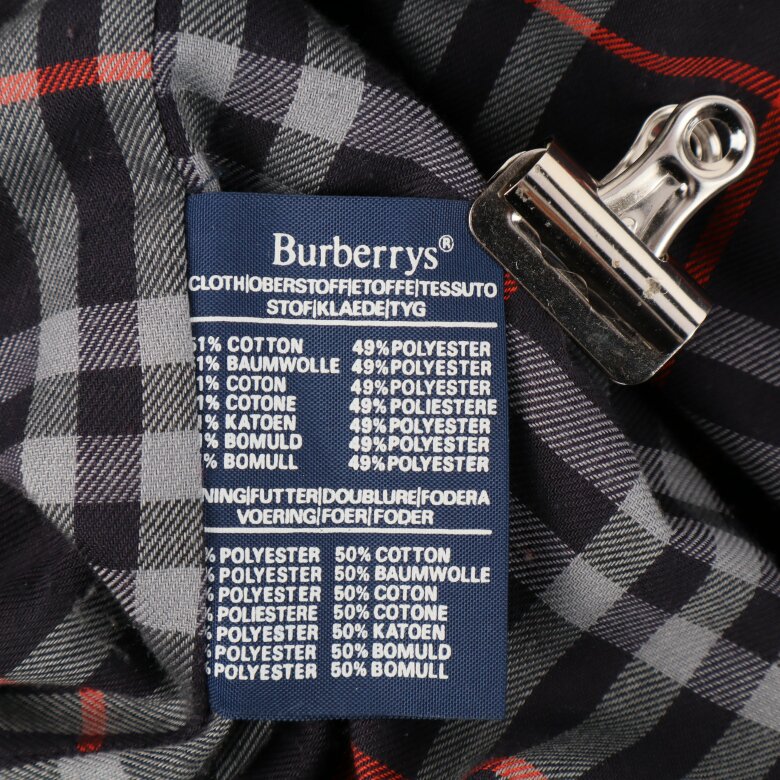 Burberrys®
CLOTH|OBERSTOFF|ETOFFE|TESSUTO
STOF|KLAEDE|TYG
51% COTTON 49% POLYESTER
1% BAUMWOLLE 49% POLYESTER
1% COTON 49% POLYESTER
1% COTONE 49% POLIESTERE
1% KATOEN 49% POLYESTER
% BOMULD 49% POLYESTER
% BOMULL 49% POLYESTER
NING|FUTTER|DOUBLURE|FODERA
VOERING|FOER|FODER
% POLYESTER 50% COTTON
% POLYESTER 50% BAUMWOLLE
% POLYESTER 50% COTON
% POLIESTERE 50% COTONE
% POLYESTER 50% KATOEN
% POLYESTER 50% BOMULD
% POLYESTER 50% BOMULL